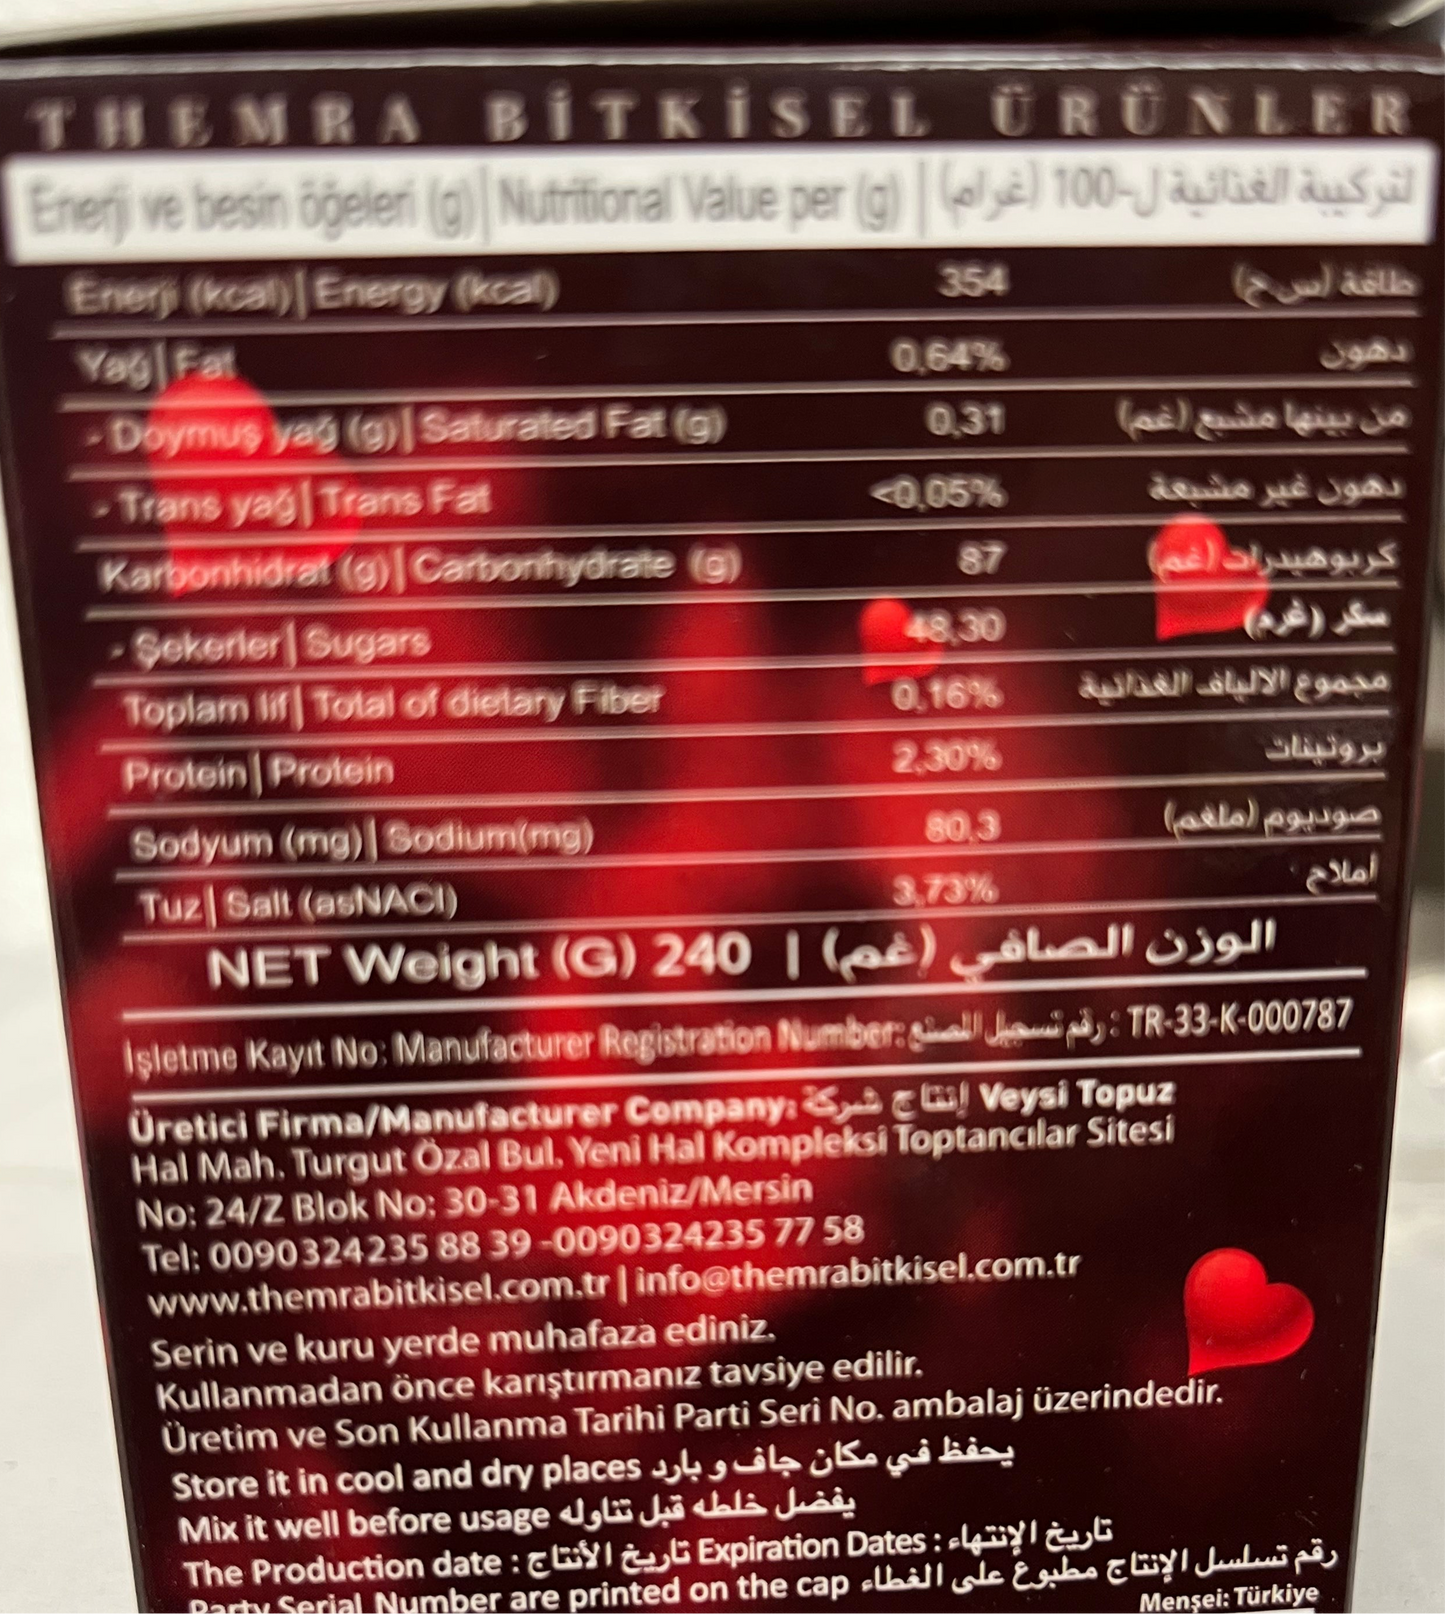 THEMRA BİTKİSEL ÜRÜNLER
Enerji ve besin öğeleri (g)| Nutritional Value per (g) | لتركيبة الغذائية ل-100 (غرام)
Enerji (kcal)| Energy (kcal) 354 طاقة (س ح)
Yağ| Fat 0,64% دهون
- Doymuş yağ (g)| Saturated Fat (g) 0,31 من بينها مشبع (غم)
- Trans yağ| Trans Fat <0,05% دهون غير مشبعة
Karbonhidrat (g)| Carbonhydrate (g) 87 كربوهيدرات (غم)
- Şekerler| Sugars 48,30 سكر (غرم)
Toplam lif| Total of dietary Fiber 0,16% مجموع الالياف الغذائية
Protein| Protein 2,30% بروتينات
Sodyum (mg)| Sodium(mg) 80,3 صوديوم (ملغم)
Tuz| Salt (asNACl) 3,73% أملاح
NET Weight (G) 240 | الوزن الصافي (غم)
İşletme Kayıt No: Manufacturer Registration Number: رقم تسجيل المصنع : TR-33-K-000787
Üretici Firma/Manufacturer Company: إنتاج شركة Veysi Topuz
Hal Mah. Turgut Özal Bul. Yeni Hal Kompleksi Toptancılar Sitesi
No: 24/Z Blok No: 30-31 Akdeniz/Mersin
Tel: 0090324235 88 39 -0090324235 77 58
www.themrabitkisel.com.tr | info@themrabitkisel.com.tr
Serin ve kuru yerde muhafaza ediniz.
Kullanmadan önce karıştırmanız tavsiye edilir.
Üretim ve Son Kullanma Tarihi Parti Seri No. ambalaj üzerindedir.
Store it in cool and dry places يحفظ في مكان جاف و بارد
Mix it well before usage يفضل خلطه قبل تناوله
The Production date : تاريخ الأنتاج Expiration Dates : تاريخ الإنتهاء
Party Serial Number are printed on the cap رقم تسلسل الإنتاج مطبوع على الغطاء
Menşei: Türkiye